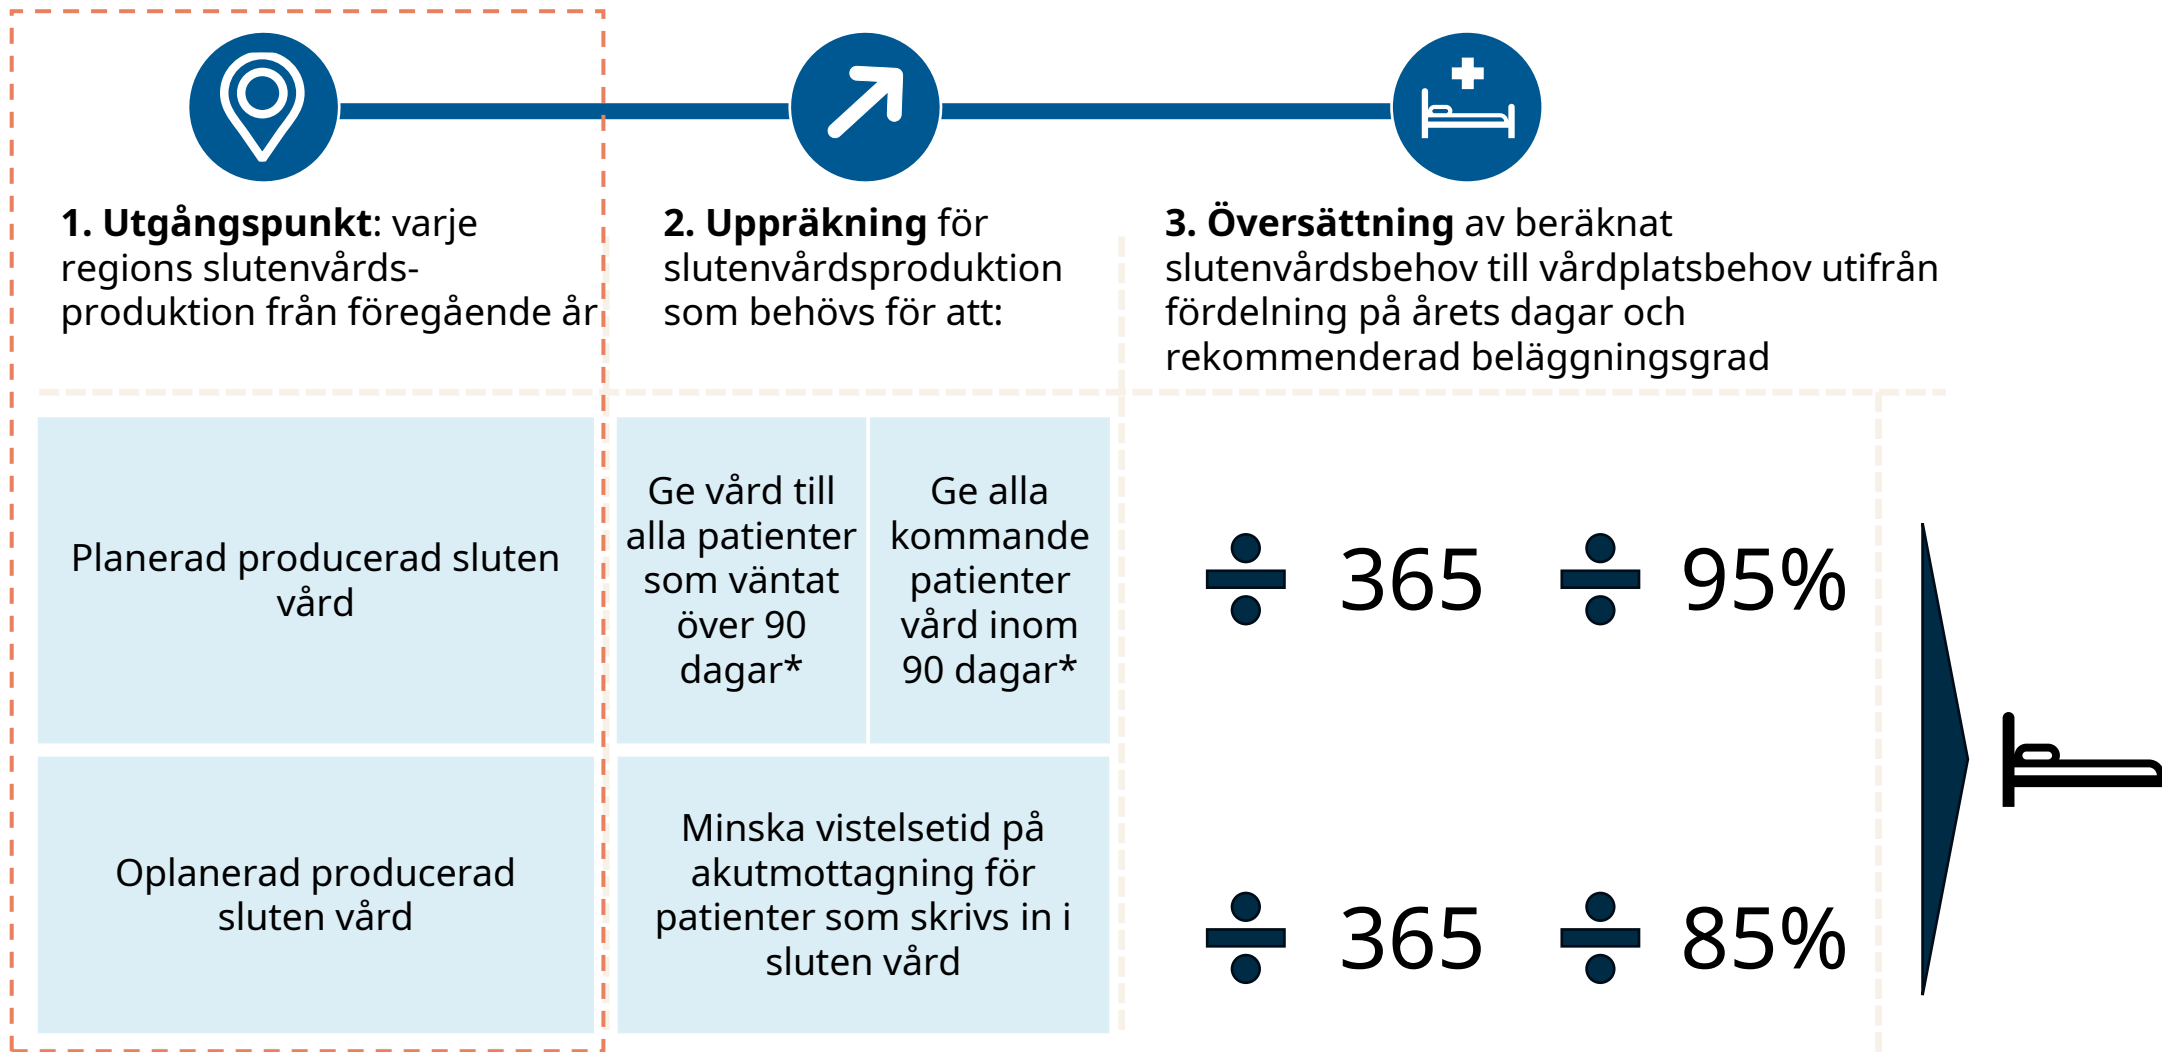 1. Utgångspunkt: varje
regions slutenvårds-
produktion från föregående år
2. Uppräkning för
slutenvårdsproduktion
som behövs för att:
3. Översättning av beräknat
slutenvårdsbehov till vårdplatsbehov utifrån
fördelning på årets dagar och
rekommenderad beläggningsgrad
Planerad producerad sluten
vård
Ge vård till
alla patienter
som väntat
över 90
dagar*
Ge alla
kommande
patienter
vård inom
90 dagar*
÷ 365 ÷ 95%
Oplanerad producerad
sluten vård
Minska vistelsetid på
akutmottagning för
patienter som skrivs in i
sluten vård
÷ 365 ÷ 85%